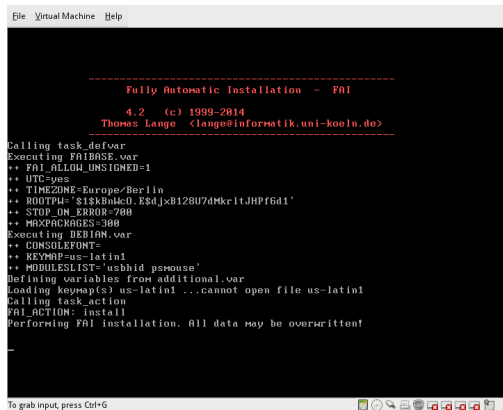 File Virtual Machine Help
----------------------------------------------------
Fully Automatic Installation - FAI
4.2 (c) 1999-2014
Thomas Lange <lange@informatik.uni-koeln.de>
----------------------------------------------------
Calling task_defvar
Executing FAIBASE.var
++ FAI_ALLOW_UNSIGNED=1
++ UTC=yes
++ TIMEZONE=Europe/Berlin
++ ROOTPW='$1$kBnWcO.E$djxB128U7dMkrltJHPf6d1'
++ STOP_ON_ERROR=700
++ MAXPACKAGES=300
Executing DEBIAN.var
++ CONSOLEFONT=
++ KEYMAP=us-latin1
++ MODULESLIST='usbhid psmouse'
Defining variables from additional.var
Loading keymap(s) us-latin1 ...cannot open file us-latin1
Calling task_action
FAI_ACTION: install
Performing FAI installation. All data may be overwritten!
_
To grab input, press Ctrl+G